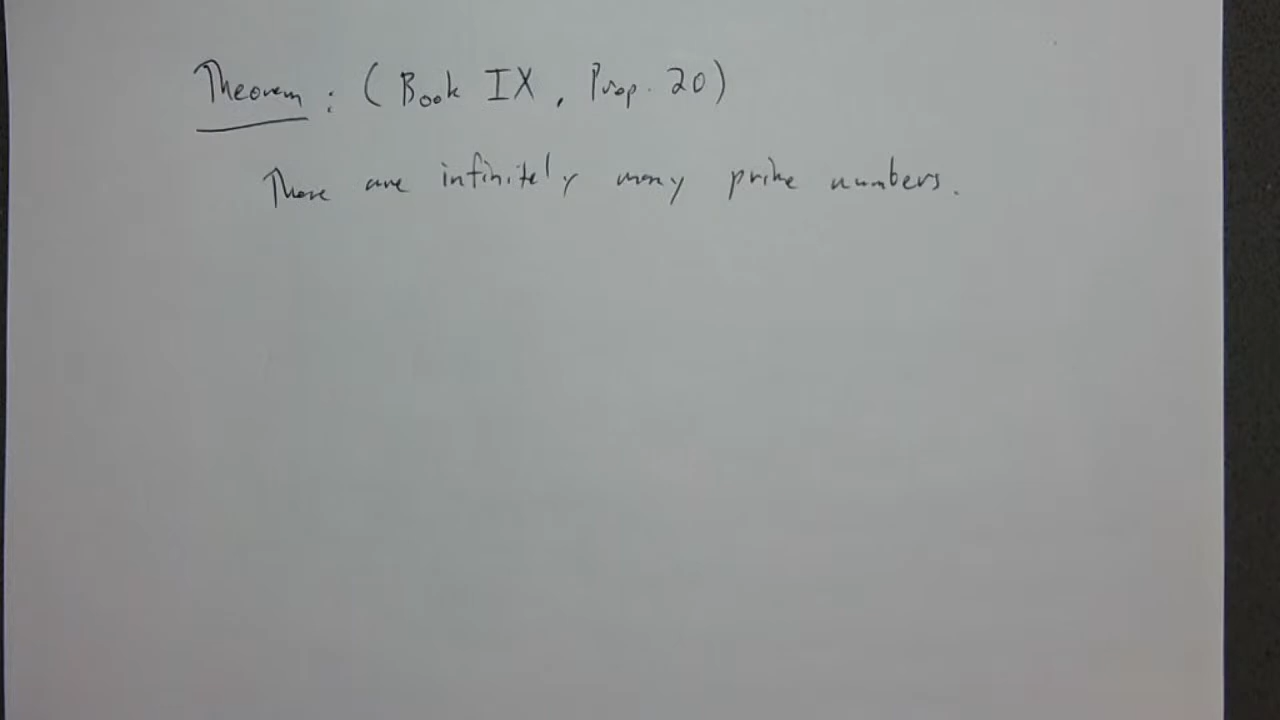 Theorem: (Book IX, Prop. 20)
There are infinitely many prime numbers.